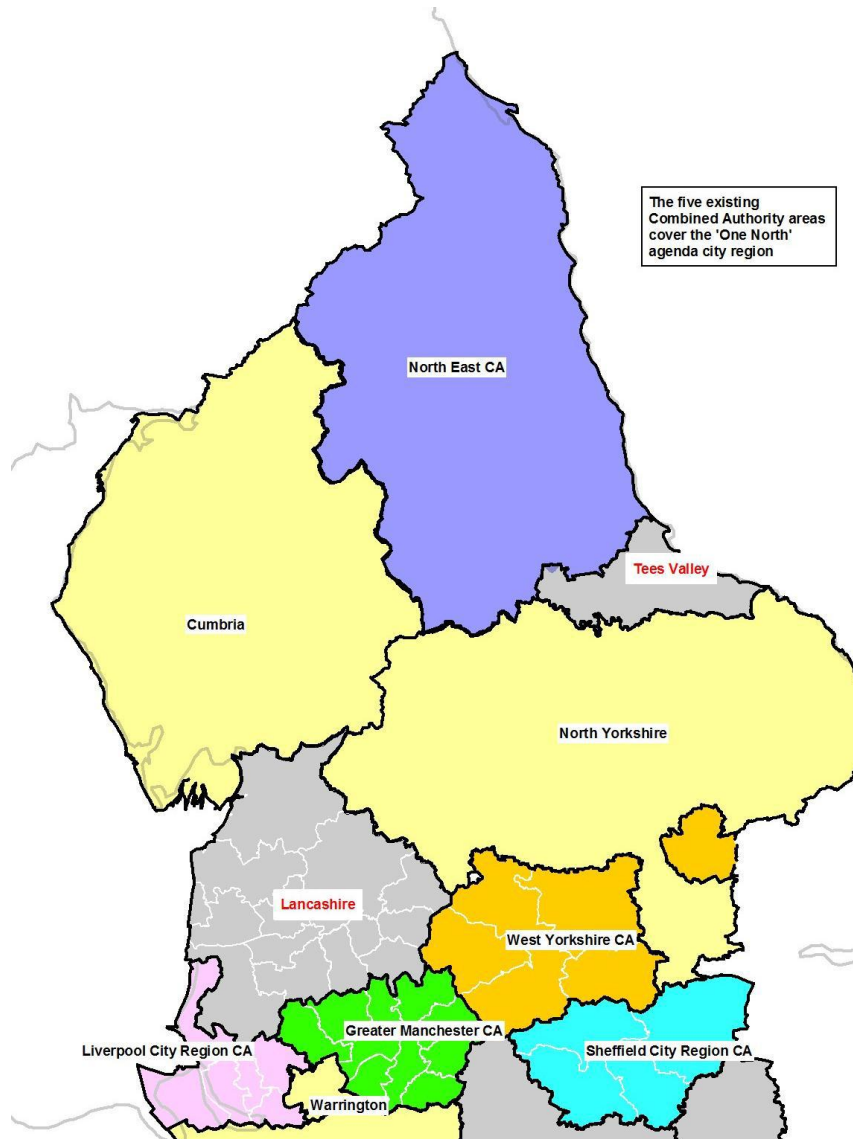 The five existing
Combined Authority areas
cover the 'One North'
agenda city region
North East CA
Tees Valley
Cumbria
North Yorkshire
Lancashire
West Yorkshire CA
Greater Manchester CA
Liverpool City Region CA
Sheffield City Region CA
Warrington